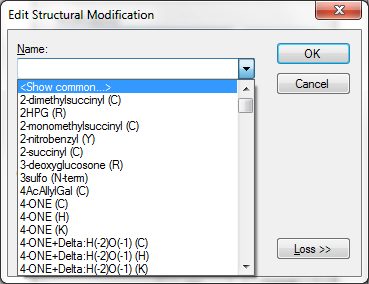 Edit Structural Modification
Name:
OK
Cancel
<Show common...>
2-dimethylsuccinyl (C)
2HPG (R)
2-monomethylsuccinyl (C)
2-nitrobenzyl (Y)
2-succinyl (C)
3-deoxyglucosone (R)
3sulfo (N-term)
4AcAllylGal (C)
4-ONE (C)
4-ONE (H)
4-ONE (K)
4-ONE+Delta:H(-2)O(-1) (C)
4-ONE+Delta:H(-2)O(-1) (H)
4-ONE+Delta:H(-2)O(-1) (K)
Loss >>